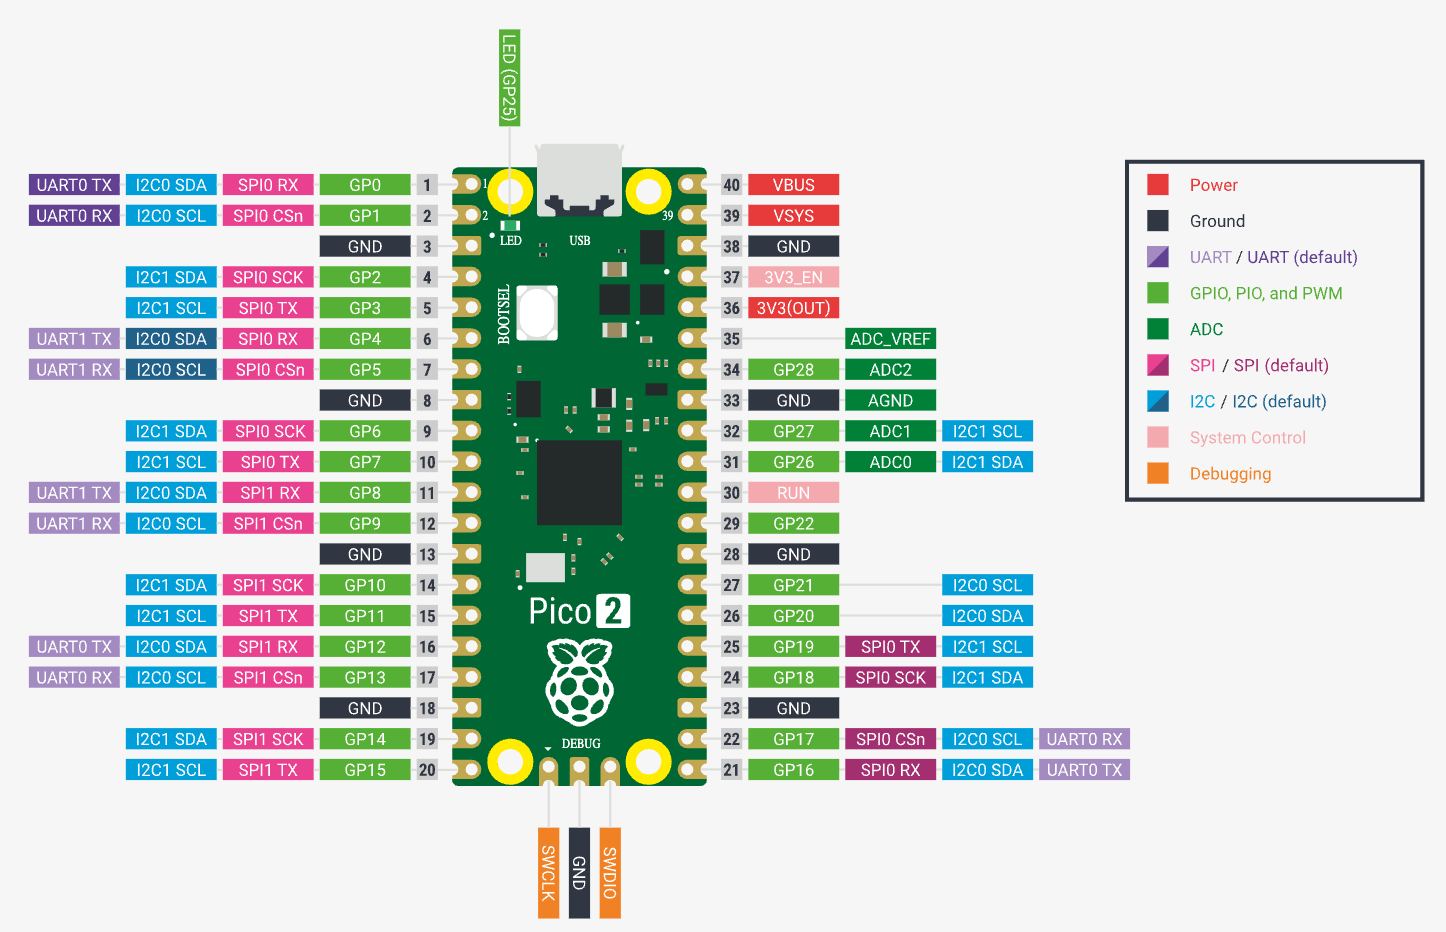 LED (GP25)
UART0 TX I2C0 SDA SPI0 RX GP0 1 1 40 VBUS
UART0 RX I2C0 SCL SPI0 CSn GP1 2 2 39 39 VSYS
GND 3 LED USB 38 GND
I2C1 SDA SPI0 SCK GP2 4 37 3V3_EN
I2C1 SCL SPI0 TX GP3 5 BOOTSEL 36 3V3(OUT)
UART1 TX I2C0 SDA SPI0 RX GP4 6 35 ADC_VREF
UART1 RX I2C0 SCL SPI0 CSn GP5 7 34 GP28 ADC2
GND 8 33 GND AGND
I2C1 SDA SPI0 SCK GP6 9 32 GP27 ADC1 I2C1 SCL
I2C1 SCL SPI0 TX GP7 10 31 GP26 ADC0 I2C1 SDA
UART1 TX I2C0 SDA SPI1 RX GP8 11 30 RUN
UART1 RX I2C0 SCL SPI1 CSn GP9 12 29 GP22
GND 13 28 GND
I2C1 SDA SPI1 SCK GP10 14 27 GP21 I2C0 SCL
I2C1 SCL SPI1 TX GP11 15 Pico 2 26 GP20 I2C0 SDA
UART0 TX I2C0 SDA SPI1 RX GP12 16 25 GP19 SPI0 TX I2C1 SCL
UART0 RX I2C0 SCL SPI1 CSn GP13 17 24 GP18 SPI0 SCK I2C1 SDA
GND 18 23 GND
I2C1 SDA SPI1 SCK GP14 19 DEBUG 22 GP17 SPI0 CSn I2C0 SCL UART0 RX
I2C1 SCL SPI1 TX GP15 20 21 GP16 SPI0 RX I2C0 SDA UART0 TX
SWCLK
GND
SWDIO
Power
Ground
UART / UART (default)
GPIO, PIO, and PWM
ADC
SPI / SPI (default)
I2C / I2C (default)
System Control
Debugging